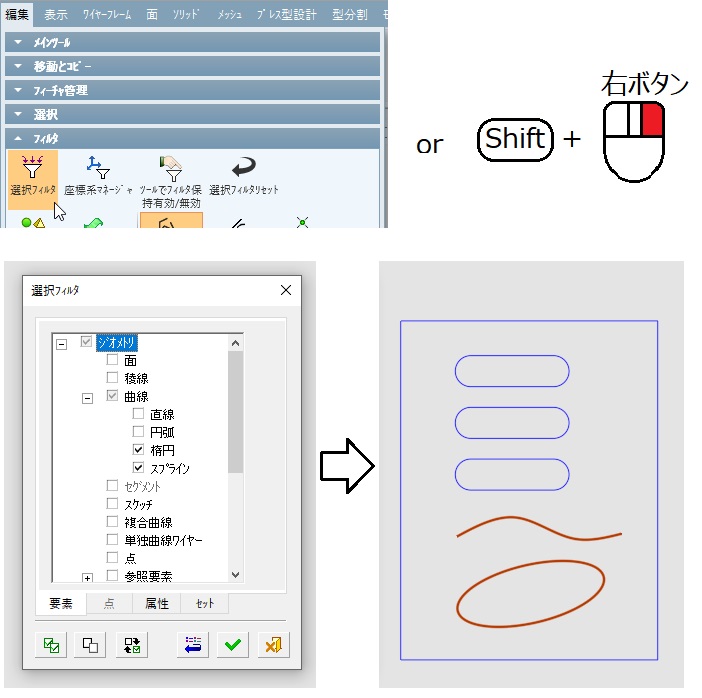 編集 表示 ワイヤーフレーム 面 ソリッド メッシュ プレス型設計 型分割
メインツール
移動とコピー
フィーチャ管理
選択
フィルタ
選択フィルタ 座標系マネージャ ツールでフィルタ保持有効/無効 選択フィルタリセット
or Shift + 右ボタン
選択フィルタ
ジオメトリ
面
稜線
曲線
直線
円弧
楕円
スプライン
セグメント
スケッチ
複合曲線
単独曲線ワイヤー
点
参照要素
要素 点 属性 セット